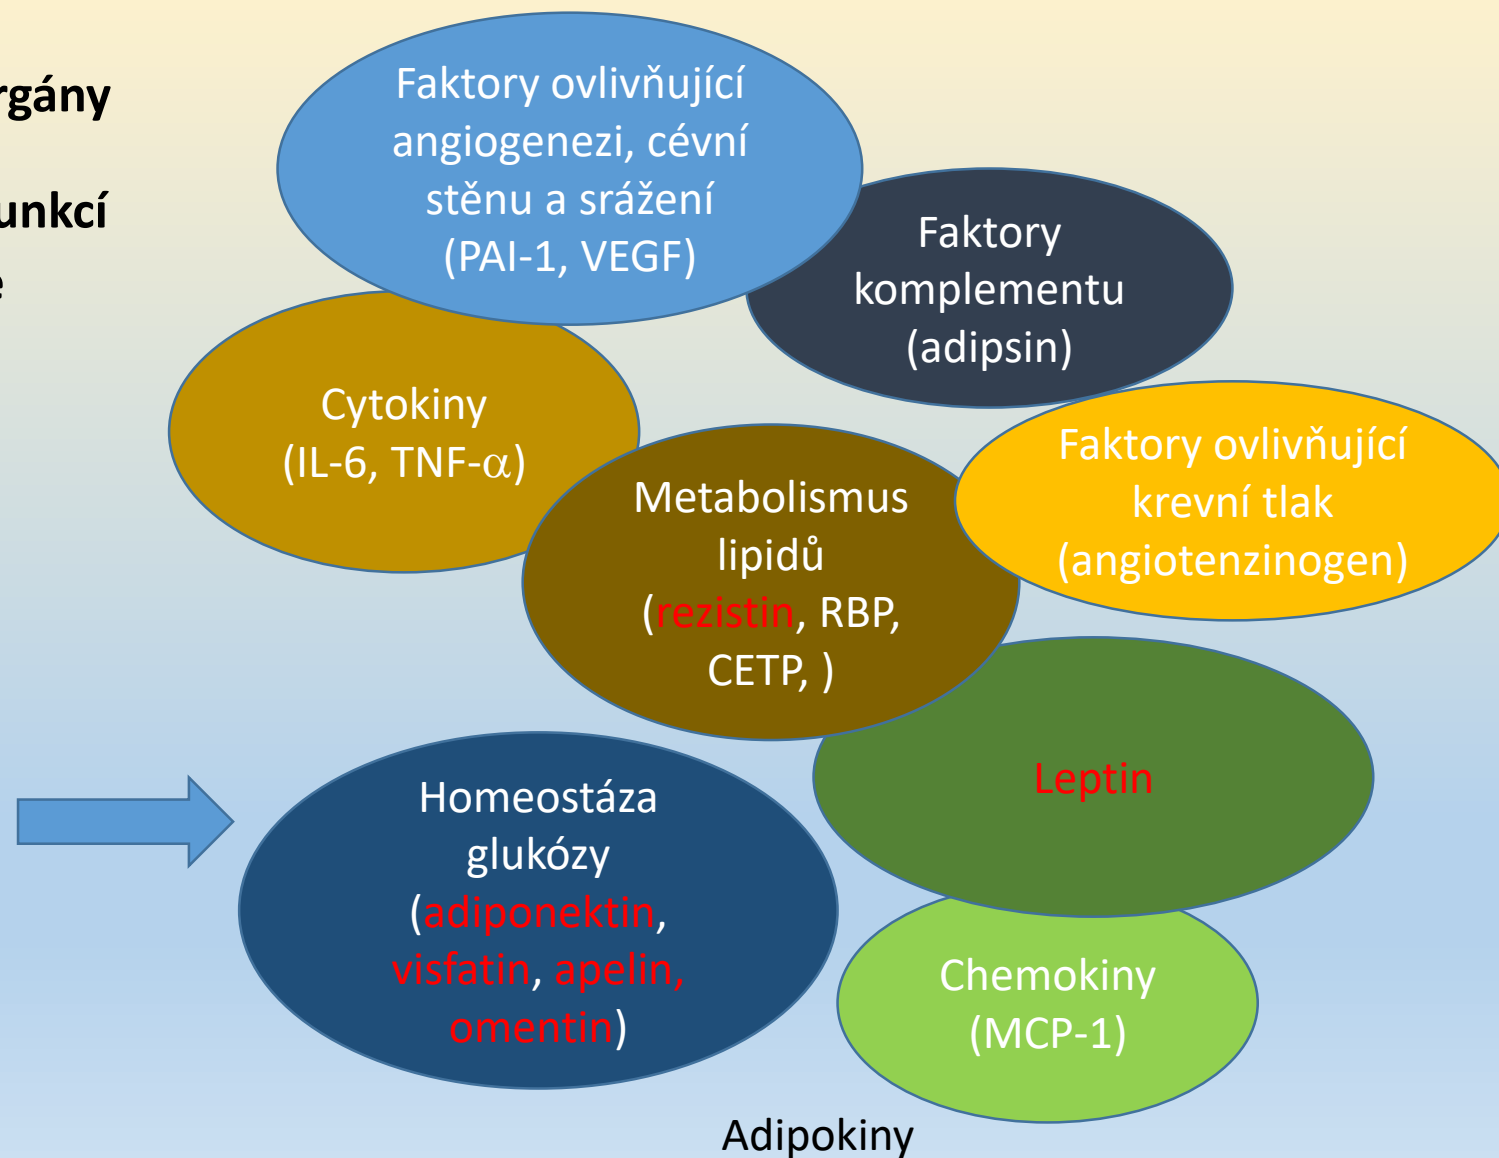 rgány
unkcí
e
Faktory ovlivňující
angiogenezi, cévní
stěnu a srážení
(PAI-1, VEGF)
Faktory
komplementu
(adipsin)
Cytokiny
(IL-6, TNF-α)
Faktory ovlivňující
krevní tlak
(angiotenzinogen)
Metabolismus
lipidů
(rezistin, RBP,
CETP, )
Leptin
Homeostáza
glukózy
(adiponektin,
visfatin, apelin,
omentin)
Chemokiny
(MCP-1)
Adipokiny